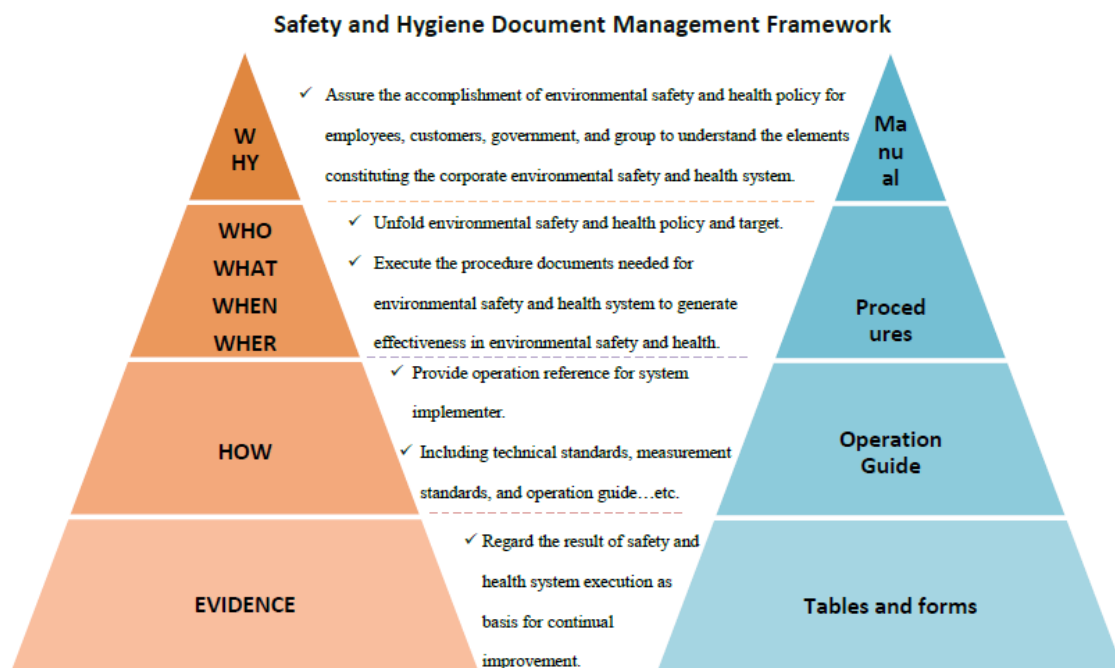 Safety and Hygiene Document Management Framework
W
HY
✓ Assure the accomplishment of environmental safety and health policy for
employees, customers, government, and group to understand the elements
constituting the corporate environmental safety and health system.
Ma
nu
al
WHO
WHAT
WHEN
WHER
✓ Unfold environmental safety and health policy and target.
✓ Execute the procedure documents needed for
environmental safety and health system to generate
effectiveness in environmental safety and health.
Proced
ures
HOW
✓ Provide operation reference for system
implementer.
✓ Including technical standards, measurement
standards, and operation guide…etc.
Operation
Guide
EVIDENCE
✓ Regard the result of safety and
health system execution as
basis for continual
improvement.
Tables and forms